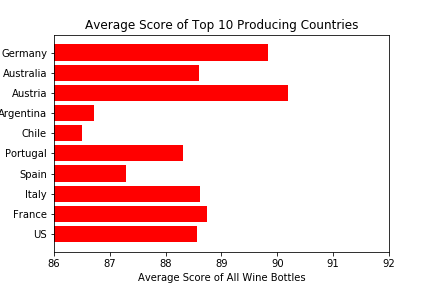 Average Score of Top 10 Producing Countries
Germany
Australia
Austria
Argentina
Chile
Portugal
Spain
Italy
France
US
86 87 88 89 90 91 92
Average Score of All Wine Bottles